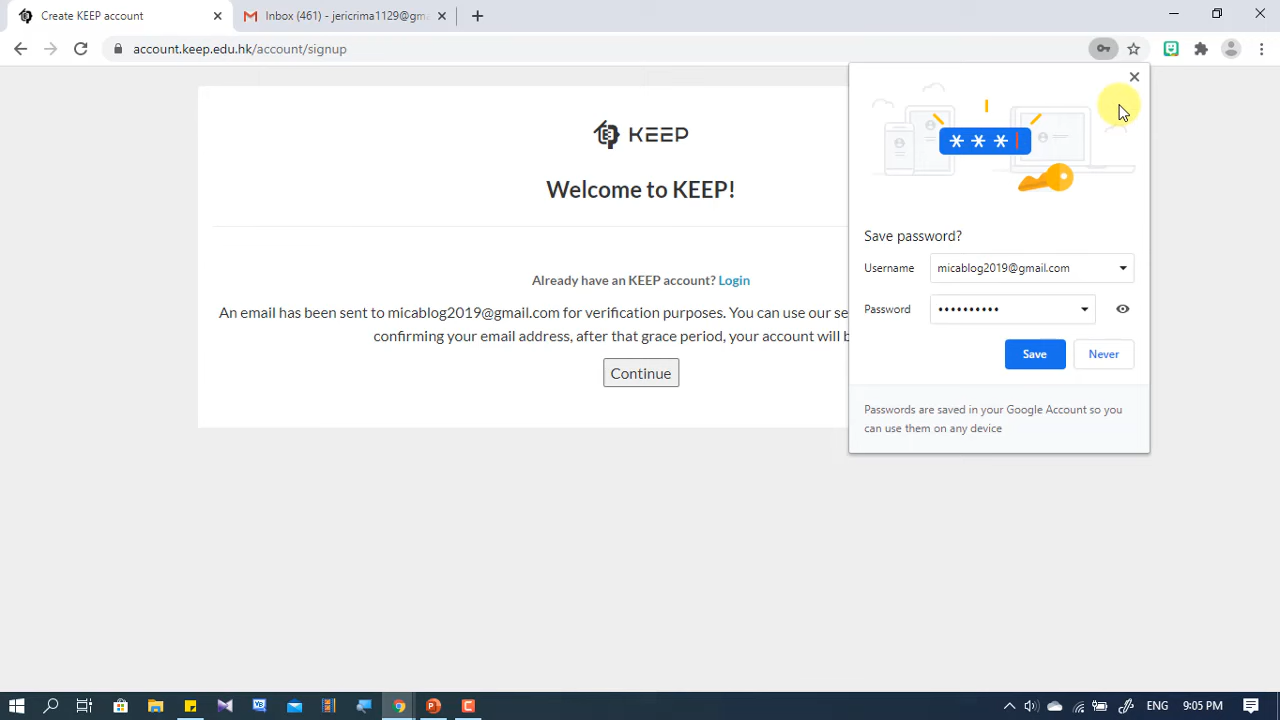 Create KEEP account
Inbox (461) - jericrima1129@gma
account.keep.edu.hk/account/signup
KEEP
Welcome to KEEP!
Already have an KEEP account? Login
An email has been sent to micablog2019@gmail.com for verification purposes. You can use our se
confirming your email address, after that grace period, your account will b
Continue
* * *
Save password?
Username micablog2019@gmail.com
Password ••••••••••
Save Never
Passwords are saved in your Google Account so you
can use them on any device
ENG 9:05 PM